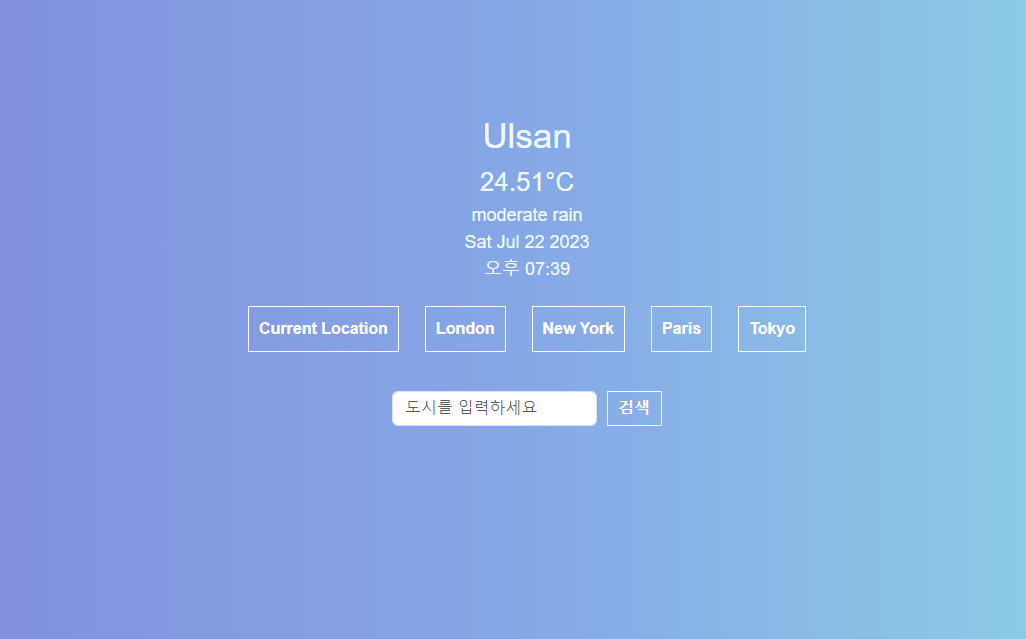 Ulsan
24.51°C
moderate rain
Sat Jul 22 2023
오후 07:39
Current Location London New York Paris Tokyo
도시를 입력하세요 검색